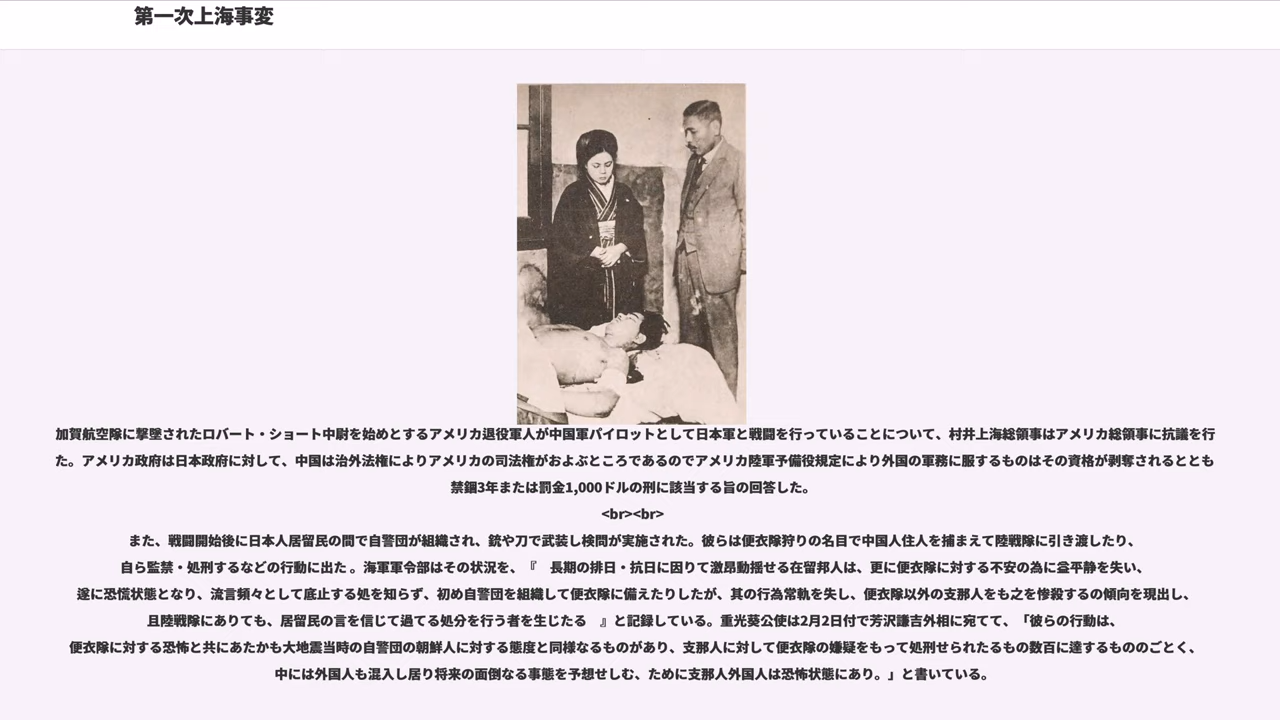 第一次上海事変
加賀航空隊に撃墜されたロバート・ショート中尉を始めとするアメリカ退役軍人が中国軍パイロットとして日本軍と戦闘を行っていることについて、村井上海総領事はアメリカ総領事に抗議を行
た。アメリカ政府は日本政府に対して、中国は治外法権によりアメリカの司法権がおよぶところであるのでアメリカ陸軍予備役規定により外国の軍務に服するものはその資格が剥奪されるととも
禁錮3年または罰金1,000ドルの刑に該当する旨の回答した。
<br><br>
また、戦闘開始後に日本人居留民の間で自警団が組織され、銃や刀で武装し検問が実施された。彼らは便衣隊狩りの名目で中国人住人を捕まえて陸戦隊に引き渡したり、
自ら監禁・処刑するなどの行動に出た 。海軍軍令部はその状況を、『　長期の排日・抗日に因りて激昂動揺せる在留邦人は、更に便衣隊に対する不安の為に益平静を失い、
遂に恐慌状態となり、流言頻々として底止する処を知らず、初め自警団を組織して便衣隊に備えたりしたが、其の行為常軌を失し、便衣隊以外の支那人をも之を惨殺するの傾向を現出し、
且陸戦隊にありても、居留民の言を信じて過てる処分を行う者を生じたる　』と記録している。重光葵公使は2月2日付で芳沢謙吉外相に宛てて、「彼らの行動は、
便衣隊に対する恐怖と共にあたかも大地震当時の自警団の朝鮮人に対する態度と同様なるものがあり、支那人に対して便衣隊の嫌疑をもって処刑せられたるもの数百に達するもののごとく、
中には外国人も混入し居り将来の面倒なる事態を予想せしむ、ために支那人外国人は恐怖状態にあり。」と書いている。